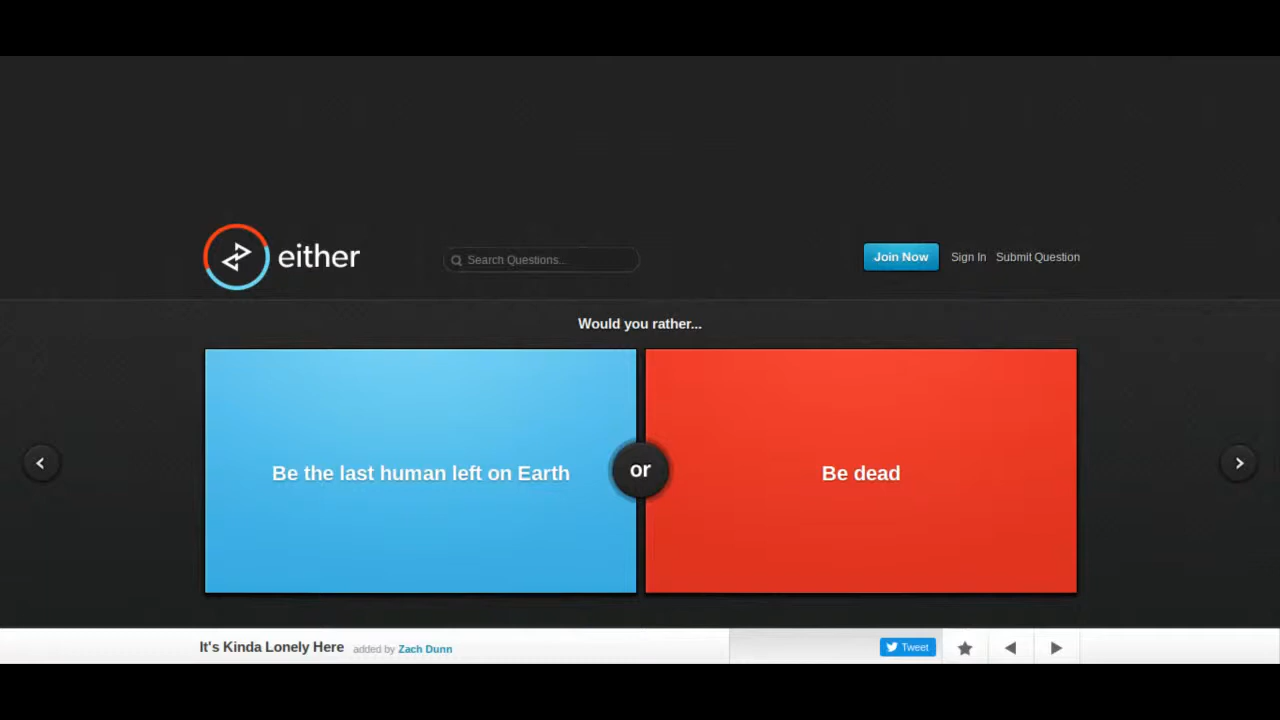 either
Search Questions...
Join Now
Sign In
Submit Question
Would you rather...
Be the last human left on Earth
or
Be dead
It's Kinda Lonely Here added by Zach Dunn
Tweet